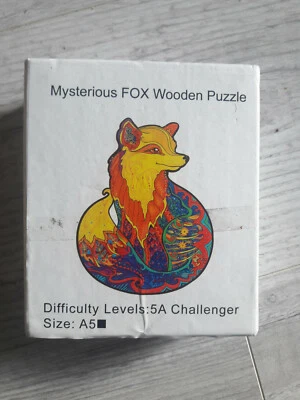 Mysterious FOX Wooden Puzzle
Difficulty Levels:5A Challenger
Size: A5■